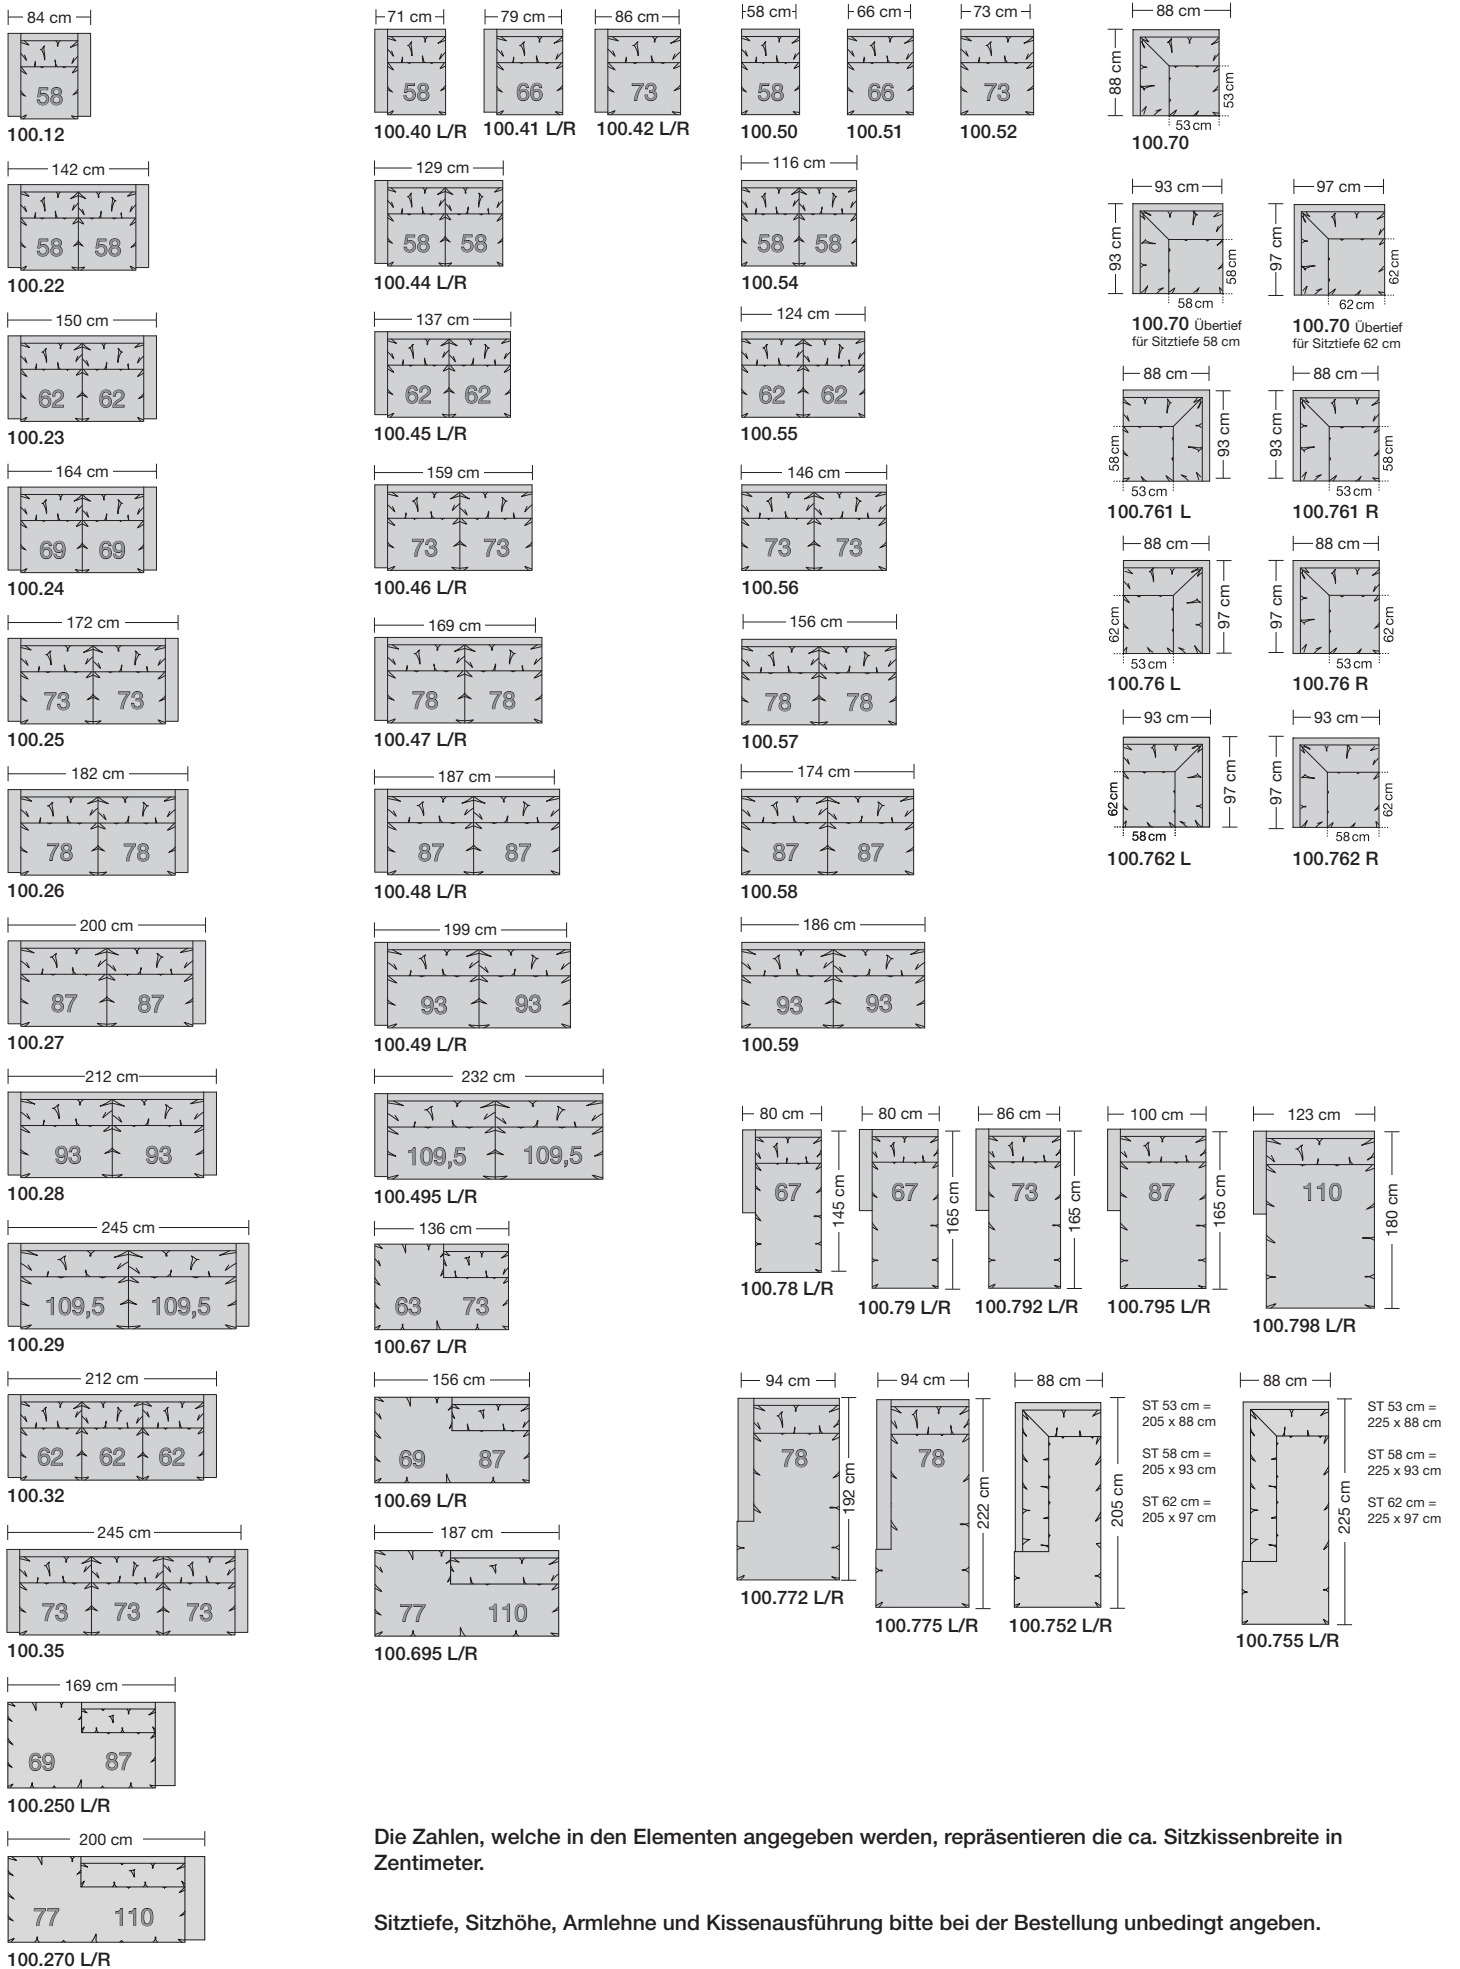 84 cm
58
100.12
142 cm
58 58
100.22
150 cm
62 62
100.23
164 cm
69 69
100.24
172 cm
73 73
100.25
182 cm
78 78
100.26
200 cm
87 87
100.27
212 cm
93 93
100.28
245 cm
109,5 109,5
100.29
212 cm
62 62 62
100.32
245 cm
73 73 73
100.35
169 cm
69 87
100.250 L/R
200 cm
77 110
100.270 L/R
71 cm 79 cm 86 cm
58 66 73
100.40 L/R 100.41 L/R 100.42 L/R
129 cm
58 58
100.44 L/R
137 cm
62 62
100.45 L/R
159 cm
73 73
100.46 L/R
169 cm
78 78
100.47 L/R
187 cm
87 87
100.48 L/R
199 cm
93 93
100.49 L/R
232 cm
109,5 109,5
100.495 L/R
136 cm
63 73
100.67 L/R
156 cm
69 87
100.69 L/R
187 cm
77 110
100.695 L/R
58 cm 66 cm 73 cm
58 66 73
100.50 100.51 100.52
116 cm
58 58
100.54
124 cm
62 62
100.55
146 cm
73 73
100.56
156 cm
78 78
100.57
174 cm
87 87
100.58
186 cm
93 93
100.59
88 cm
88 cm
53 cm
53 cm
100.70
93 cm
93 cm
58 cm
58 cm
100.70 Übertief
für Sitztiefe 58 cm
97 cm
97 cm
62 cm
62 cm
100.70 Übertief
für Sitztiefe 62 cm
88 cm
58 cm
93 cm
53 cm
100.761 L
88 cm
93 cm
58 cm
53 cm
100.761 R
88 cm
62 cm
97 cm
53 cm
100.76 L
88 cm
97 cm
62 cm
53 cm
100.76 R
93 cm
62 cm
97 cm
58 cm
100.762 L
93 cm
97 cm
62 cm
58 cm
100.762 R
80 cm
67
145 cm
100.78 L/R
80 cm
67
165 cm
100.79 L/R
86 cm
73
165 cm
100.792 L/R
100 cm
87
165 cm
100.795 L/R
123 cm
110
180 cm
100.798 L/R
94 cm
78
192 cm
100.772 L/R
94 cm
78
222 cm
100.775 L/R
88 cm
205 cm
100.752 L/R
ST 53 cm =
205 x 88 cm
ST 58 cm =
205 x 93 cm
ST 62 cm =
205 x 97 cm
88 cm
225 cm
100.755 L/R
ST 53 cm =
225 x 88 cm
ST 58 cm =
225 x 93 cm
ST 62 cm =
225 x 97 cm
Die Zahlen, welche in den Elementen angegeben werden, repräsentieren die ca. Sitzkissenbreite in
Zentimeter.
Sitztiefe, Sitzhöhe, Armlehne und Kissenausführung bitte bei der Bestellung unbedingt angeben.